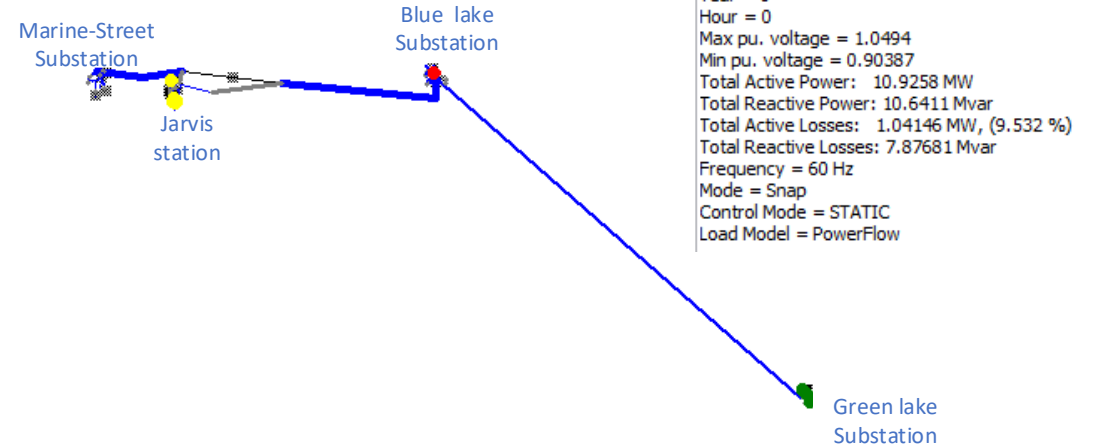 Marine-Street
Substation
Jarvis
station
Blue lake
Substation
Green lake
Substation
Hour = 0
Max pu. voltage = 1.0494
Min pu. voltage = 0.90387
Total Active Power: 10.9258 MW
Total Reactive Power: 10.6411 Mvar
Total Active Losses: 1.04146 MW, (9.532 %)
Total Reactive Losses: 7.87681 Mvar
Frequency = 60 Hz
Mode = Snap
Control Mode = STATIC
Load Model = PowerFlow